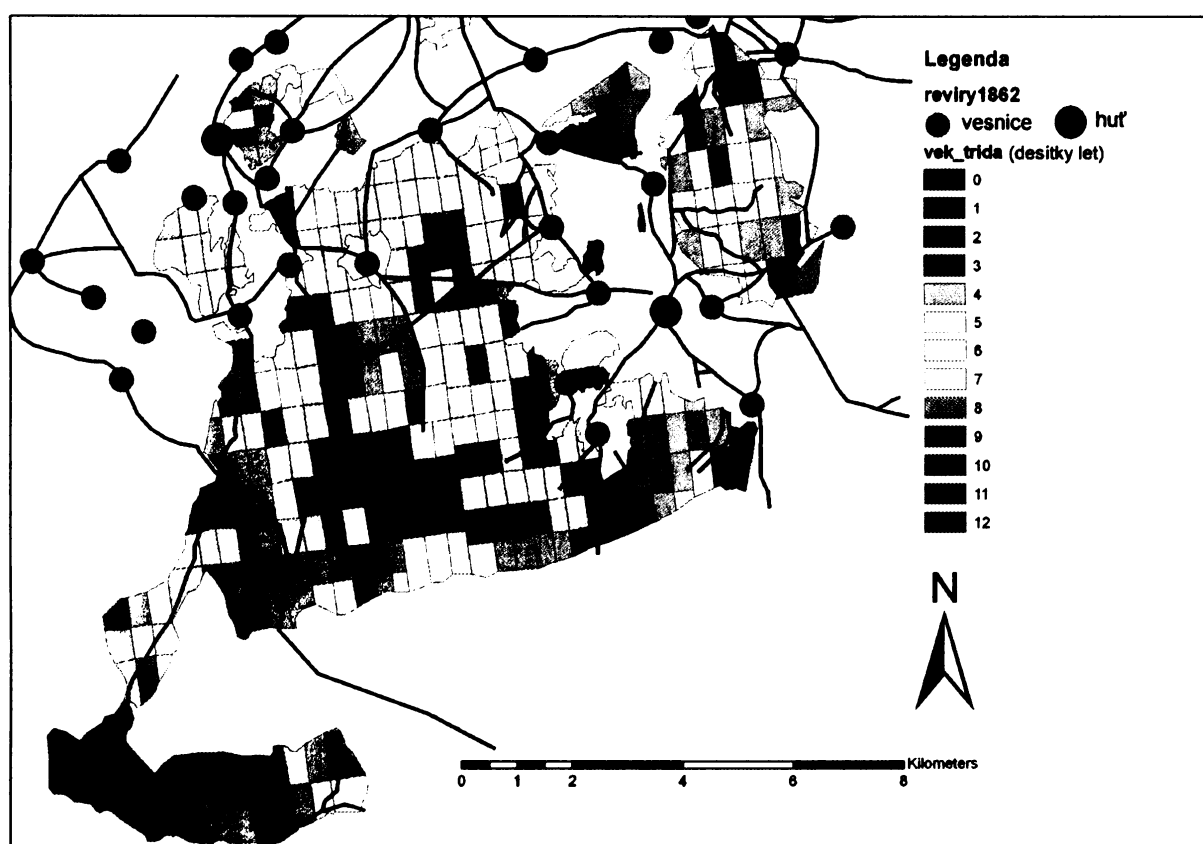 Legenda
reviry1862
vesnice huť
vek_trida (desitky let)
0
1
2
3
4
5
6
7
8
9
10
11
12
N
Kilometers
0 1 2 4 6 8